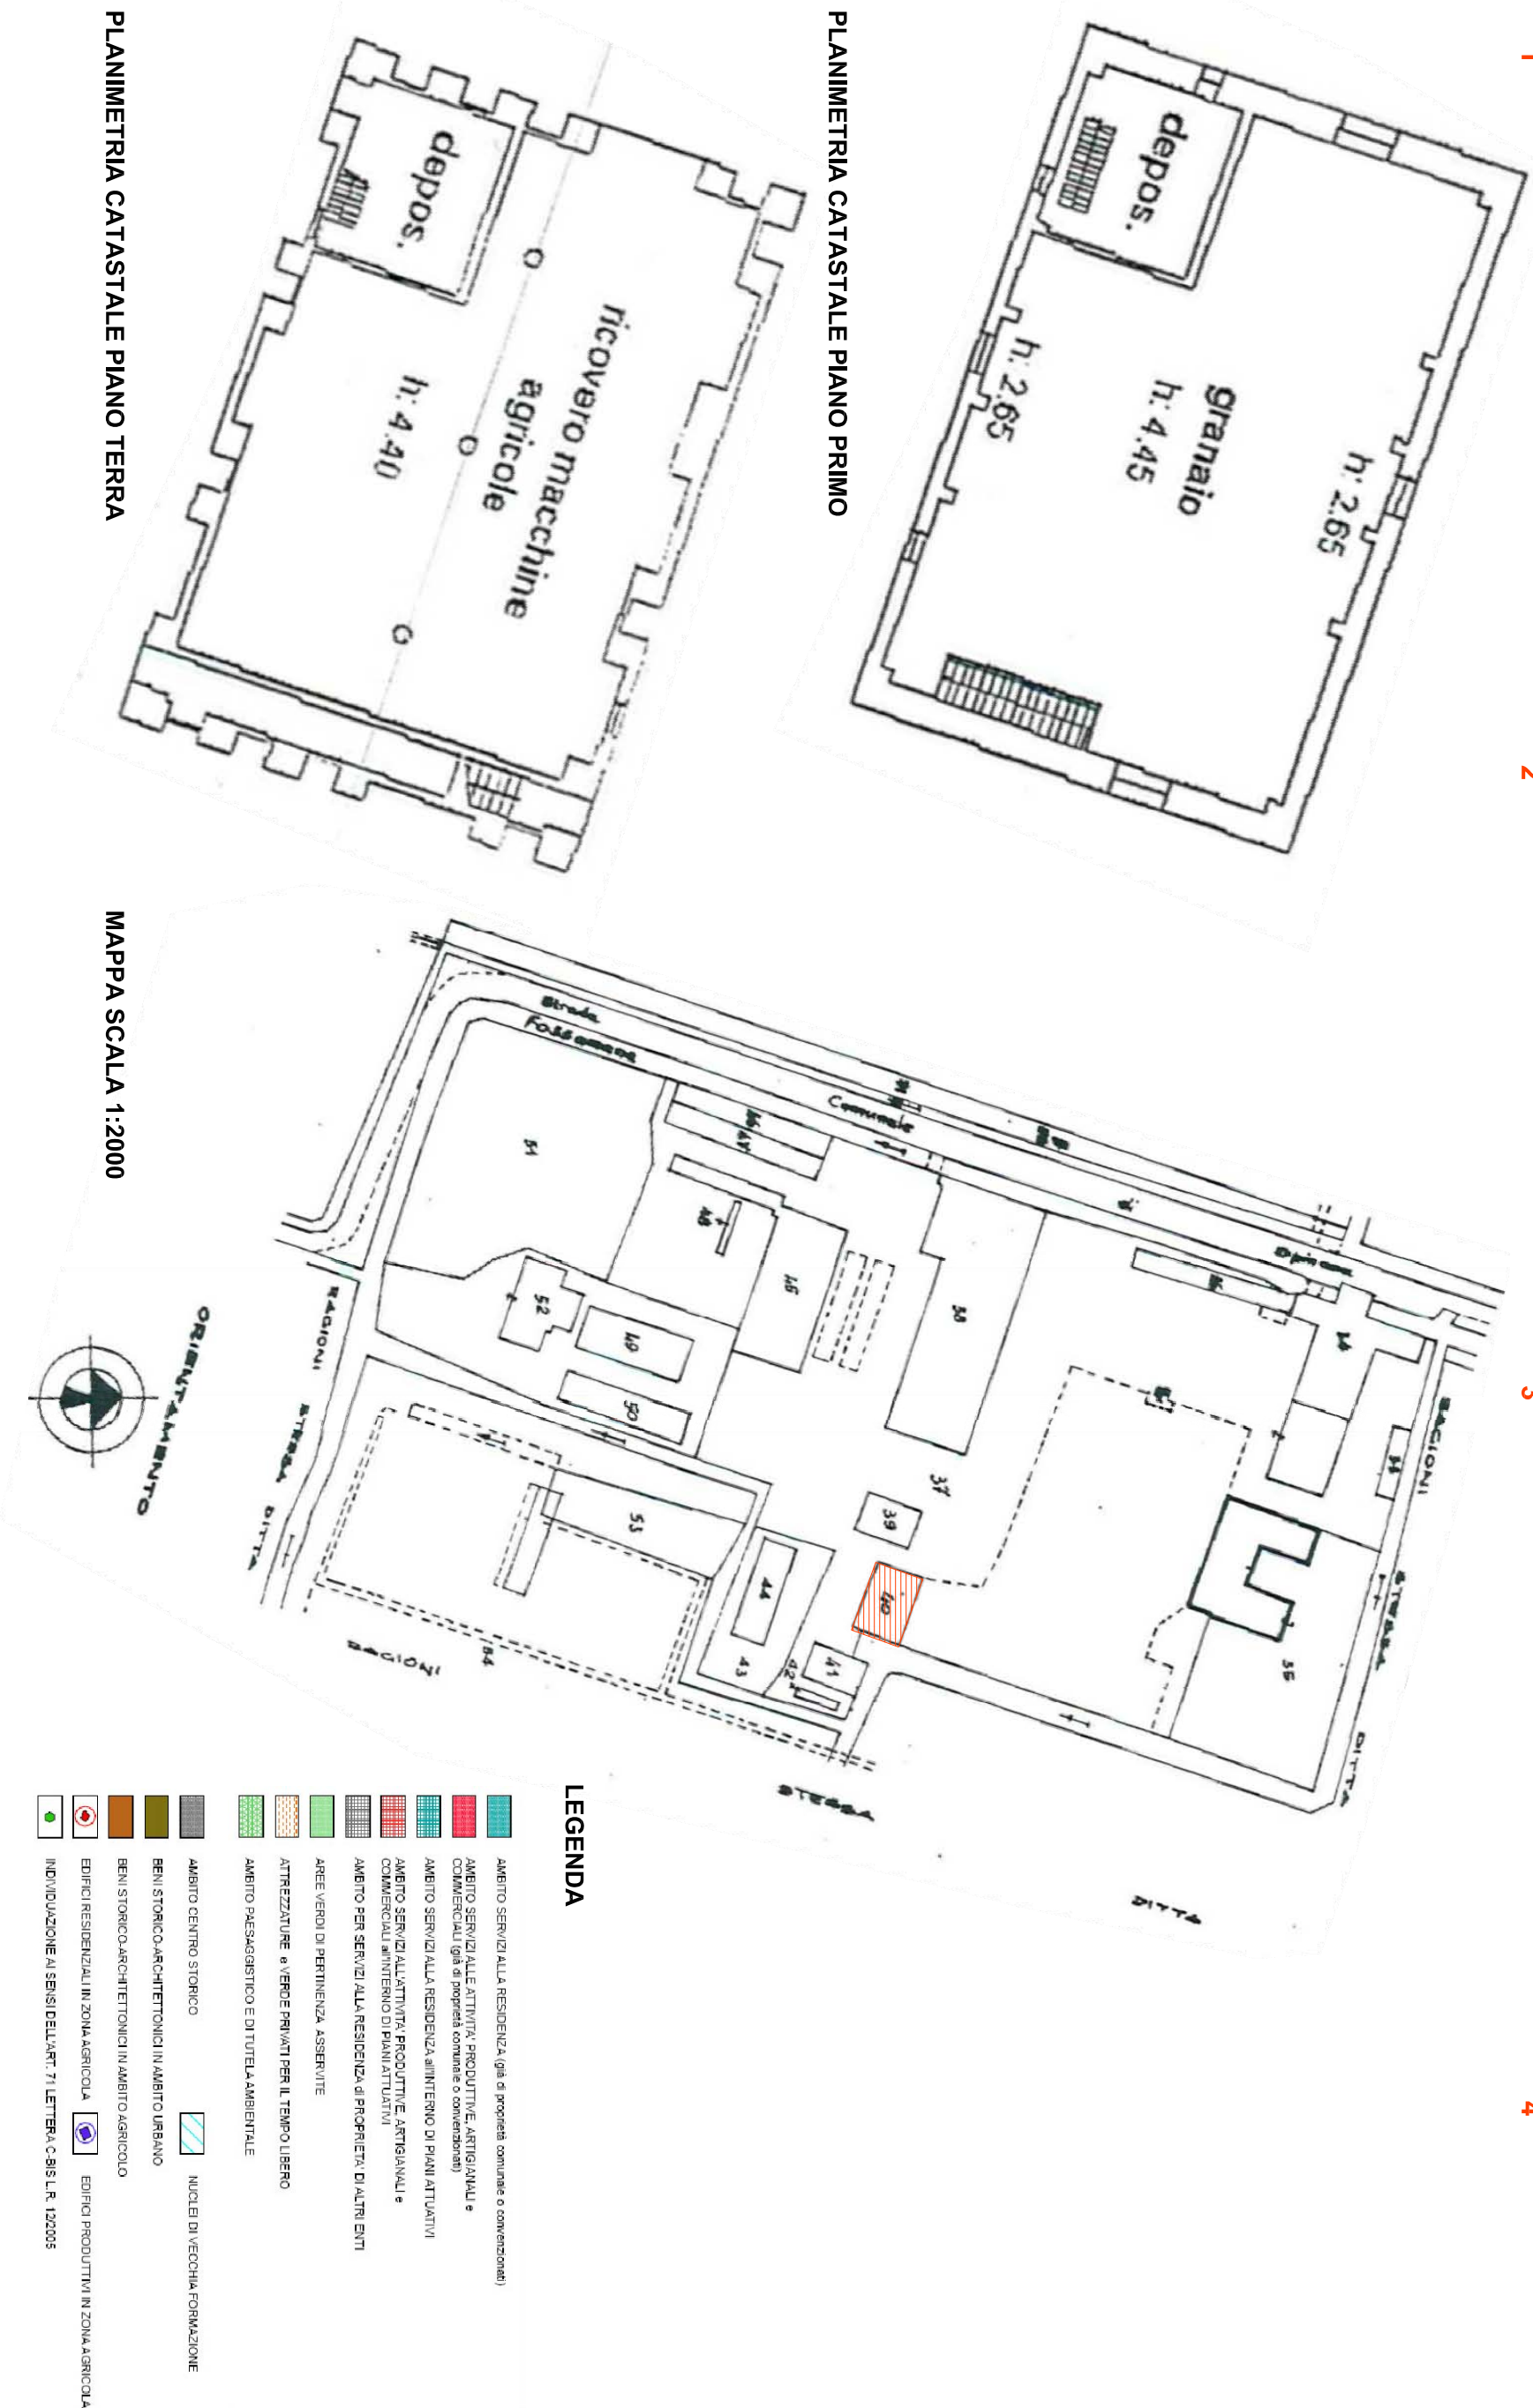 1
2
3
4
depos.
granaio
h: 4.45
h: 2.65
h: 2.65
PLANIMETRIA CATASTALE PIANO PRIMO
depos.
ricovero macchine
agricole
h: 4.40
PLANIMETRIA CATASTALE PIANO TERRA
Strada
Comunale
Fossamana
51
46
47
48
45
38
52
49
50
37
39
40
53
44
43
42
41
34
35
RAGIONI
STESSA
DITTA
RAGIONI
STESSA
DITTA
RAGIONI
STESSA
DITTA
54
ORIENTAMENTO
MAPPA SCALA 1:2000
LEGENDA
AMBITO SERVIZI ALLA RESIDENZA (già di proprietà comunale o convenzionati)
AMBITO SERVIZI ALLE ATTIVITA' PRODUTTIVE, ARTIGIANALI e
COMMERCIALI (già di proprietà comunale o convenzionati)
AMBITO SERVIZI ALLA RESIDENZA all'INTERNO DI PIANI ATTUATIVI
AMBITO SERVIZI ALL'ATTIVITA' PRODUTTIVE, ARTIGIANALI e
COMMERCIALI all'INTERNO DI PIANI ATTUATIVI
AMBITO PER SERVIZI ALLA RESIDENZA di PROPRIETA' DI ALTRI ENTI
AREE VERDI DI PERTINENZA ASSERVITE
ATTREZZATURE e VERDE PRIVATI PER IL TEMPO LIBERO
AMBITO PAESAGGISTICO E DI TUTELA AMBIENTALE
AMBITO CENTRO STORICO
NUCLEI DI VECCHIA FORMAZIONE
BENI STORICO-ARCHITETTONICI IN AMBITO URBANO
BENI STORICO-ARCHITETTONICI IN AMBITO AGRICOLO
EDIFICI RESIDENZIALI IN ZONA AGRICOLA
EDIFICI PRODUTTIVI IN ZONA AGRICOLA
INDIVIDUAZIONE AI SENSI DELL'ART. 71 LETTERA C-BIS L.R. 12/2005